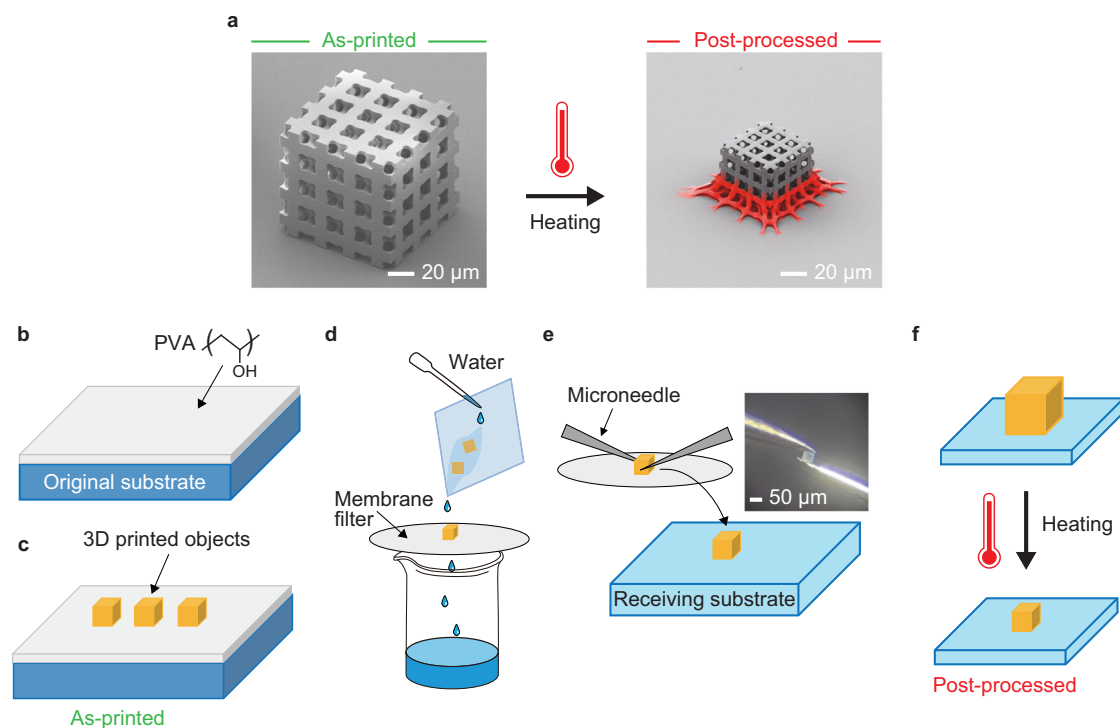 a
As-printed
Post-processed
Heating
20 µm
20 µm
b
PVA
OH
Original substrate
c
3D printed objects
As-printed
d
Water
Membrane
filter
e
Microneedle
50 µm
Receiving substrate
f
Heating
Post-processed